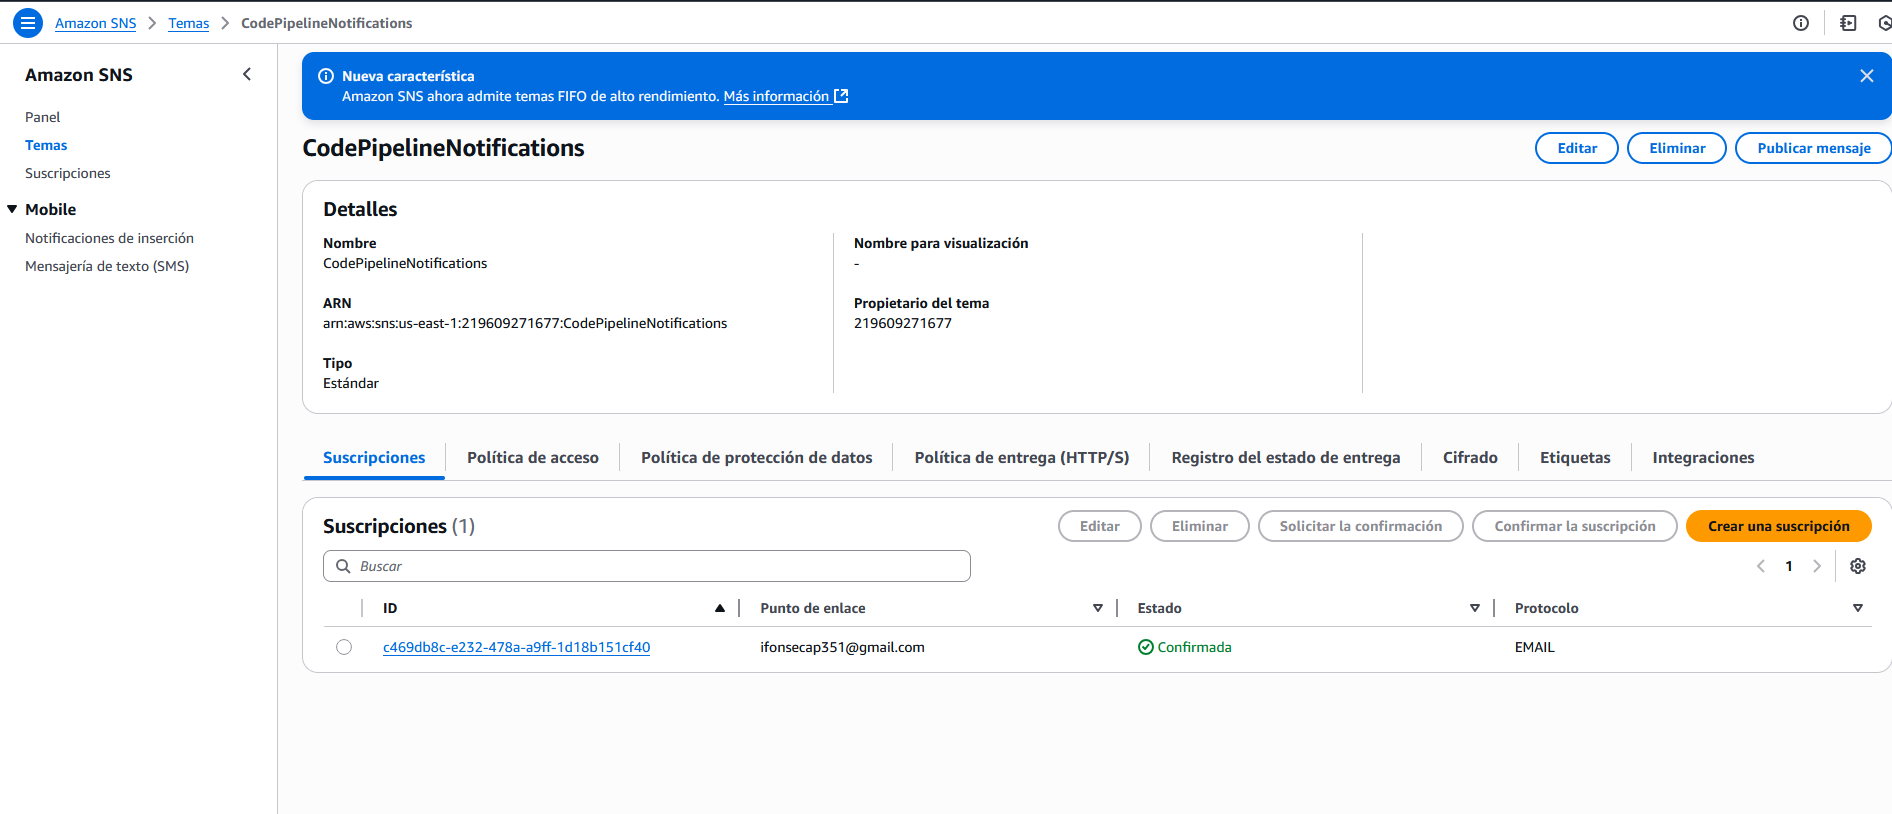 Amazon SNS > Temas > CodePipelineNotifications
Amazon SNS
Panel
Temas
Suscripciones
Mobile
Notificaciones de inserción
Mensajería de texto (SMS)
Nueva característica
Amazon SNS ahora admite temas FIFO de alto rendimiento. Más información
CodePipelineNotifications
Editar Eliminar Publicar mensaje
Detalles
Nombre
CodePipelineNotifications
ARN
arn:aws:sns:us-east-1:219609271677:CodePipelineNotifications
Tipo
Estándar
Nombre para visualización
-
Propietario del tema
219609271677
Suscripciones Política de acceso Política de protección de datos Política de entrega (HTTP/S) Registro del estado de entrega Cifrado Etiquetas Integraciones
Suscripciones (1)
Editar Eliminar Solicitar la confirmación Confirmar la suscripción Crear una suscripción
Buscar
1
ID Punto de enlace Estado Protocolo
c469db8c-e232-478a-a9ff-1d18b151cf40 ifonsecap351@gmail.com Confirmada EMAIL